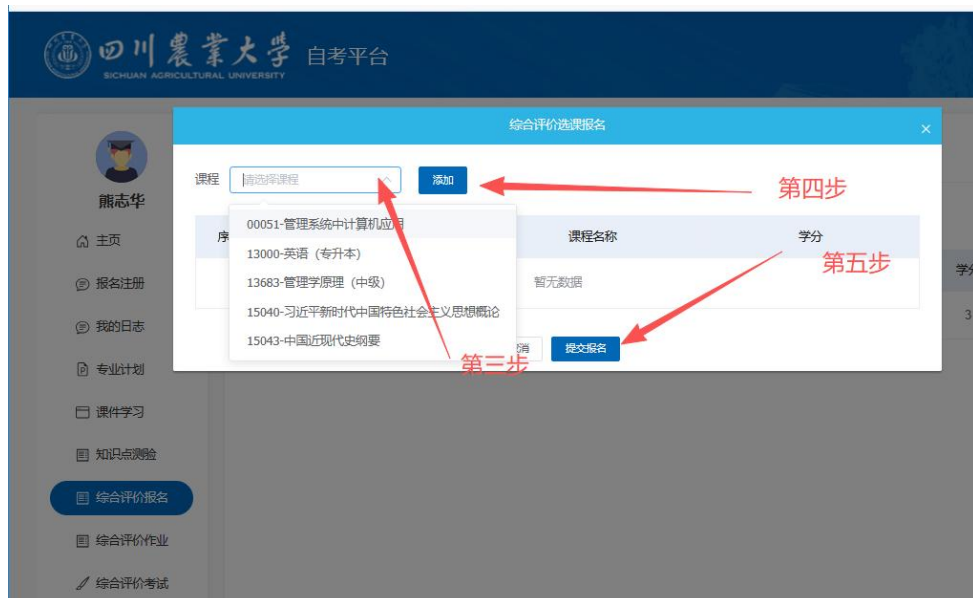 四川農業大学 自考平台
SICHUAN AGRICULTURAL UNIVERSITY
综合评价选课报名 ×
课程 请选择课程 添加
第四步
熊志华
00051-管理系统中计算机应用
13000-英语（专升本）
13683-管理学原理（中级）
15040-习近平新时代中国特色社会主义思想概论
15043-中国近现代史纲要
序 课程名称 学分
第五步
暂无数据
消 提交报名
第三步
学分
3
主页
报名注册
我的日志
专业计划
课件学习
知识点测验
综合评价报名
综合评价作业
综合评价考试